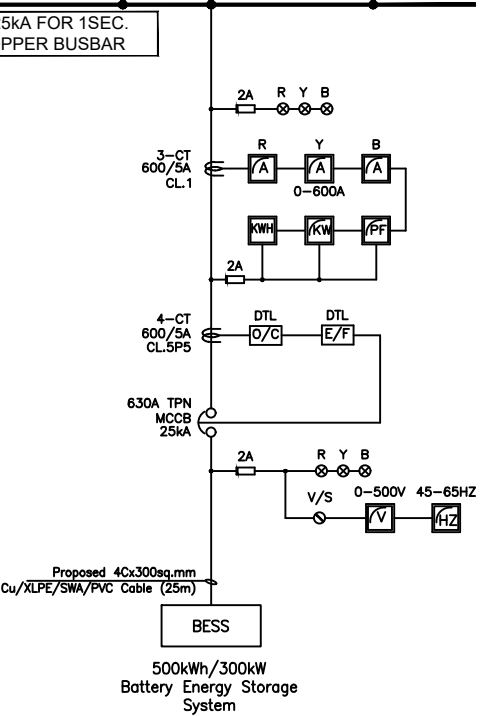 5kA FOR 1SEC.
PPER BUSBAR
2A
R Y B
3-CT
600/5A
CL.1
R Y B
A A A
0-600A
KWH KW PF
2A
4-CT
600/5A
CL.5P5
DTL DTL
O/C E/F
630A TPN
MCCB
25kA
2A
R Y B
V/S
0-500V 45-65HZ
V HZ
Proposed 4Cx300sq.mm
Cu/XLPE/SWA/PVC Cable (25m)
BESS
500kWh/300kW
Battery Energy Storage
System